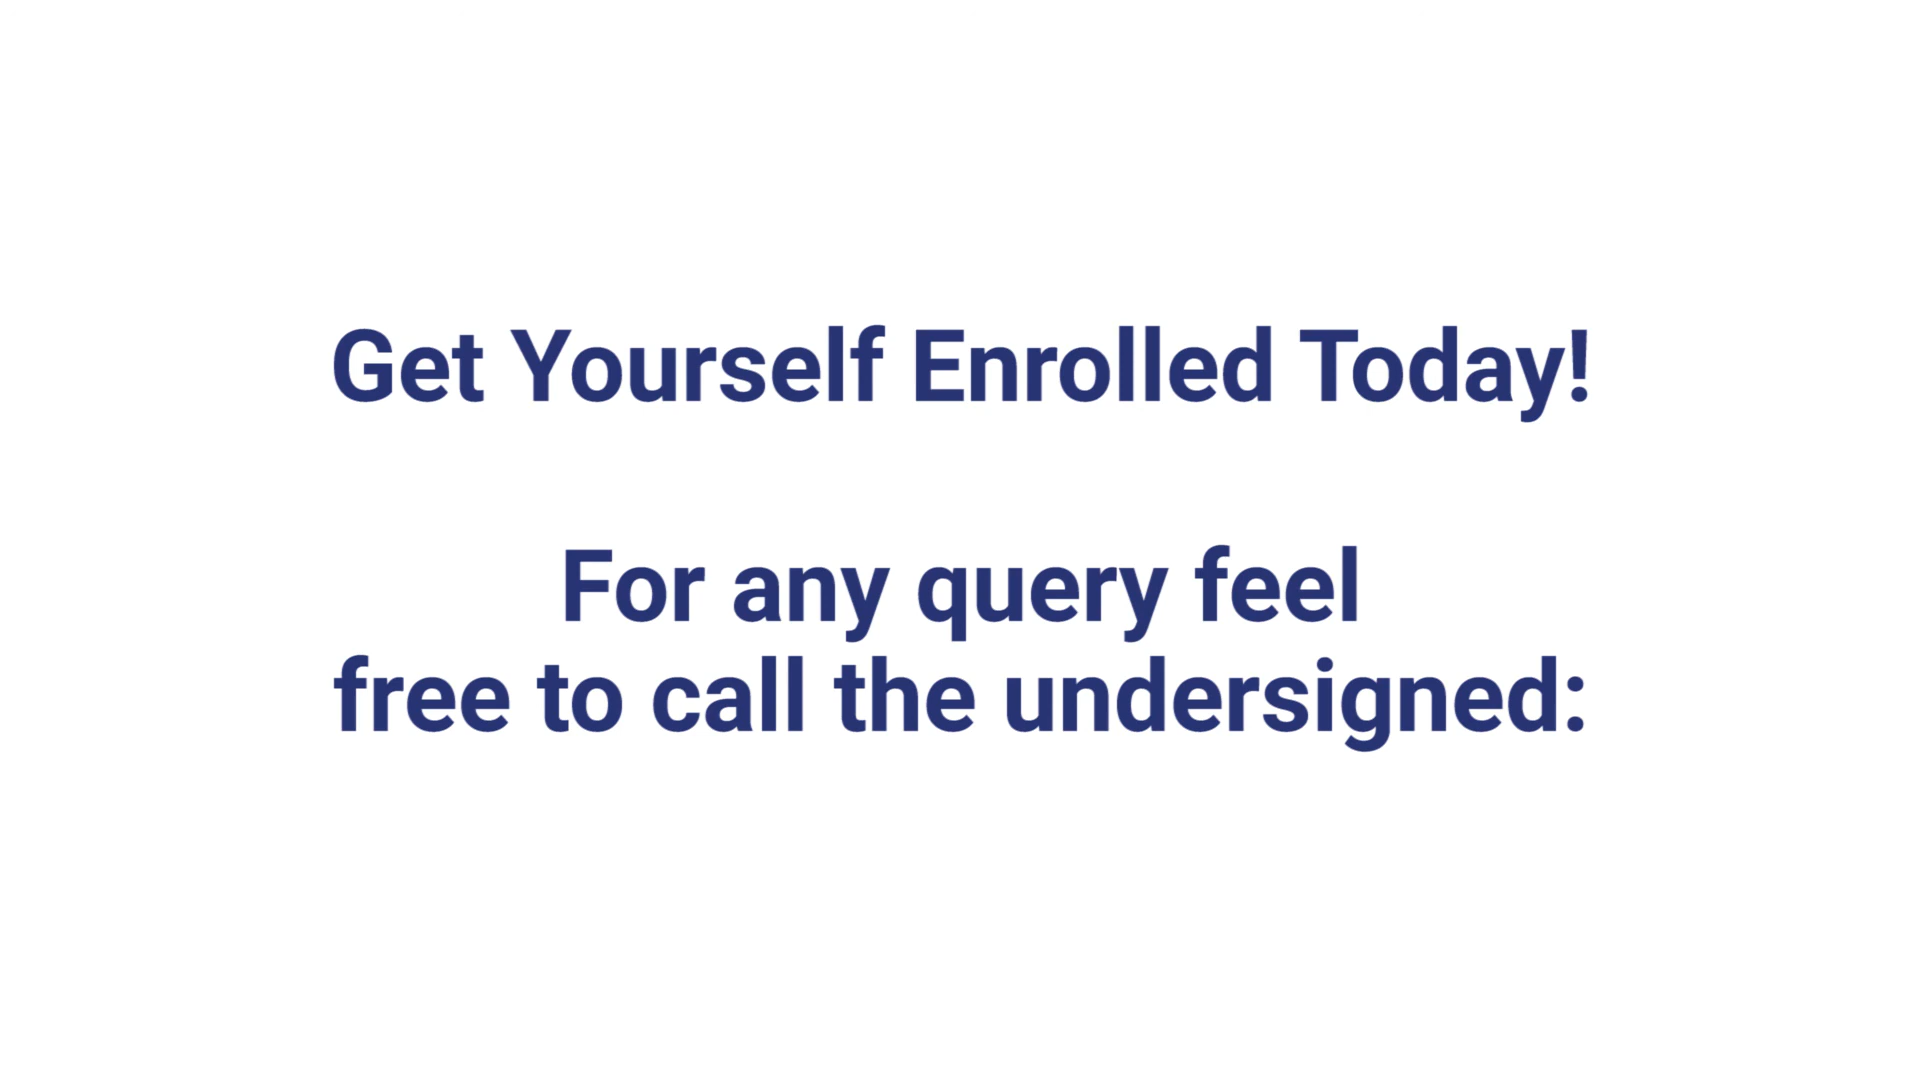 Get Yourself Enrolled Today!
For any query feel
free to call the undersigned: